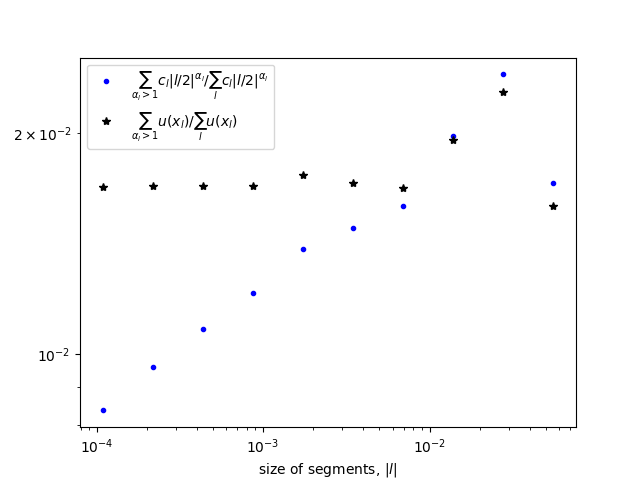 ∑_{α_l>1} c_l|l/2|^{α_l}/∑_l c_l|l/2|^{α_l}
∑_{α_l>1} u(x_l)/∑_l u(x_l)
2 × 10^{−2}
10^{−2}
10^{−4} 10^{−3} 10^{−2}
size of segments, |l|